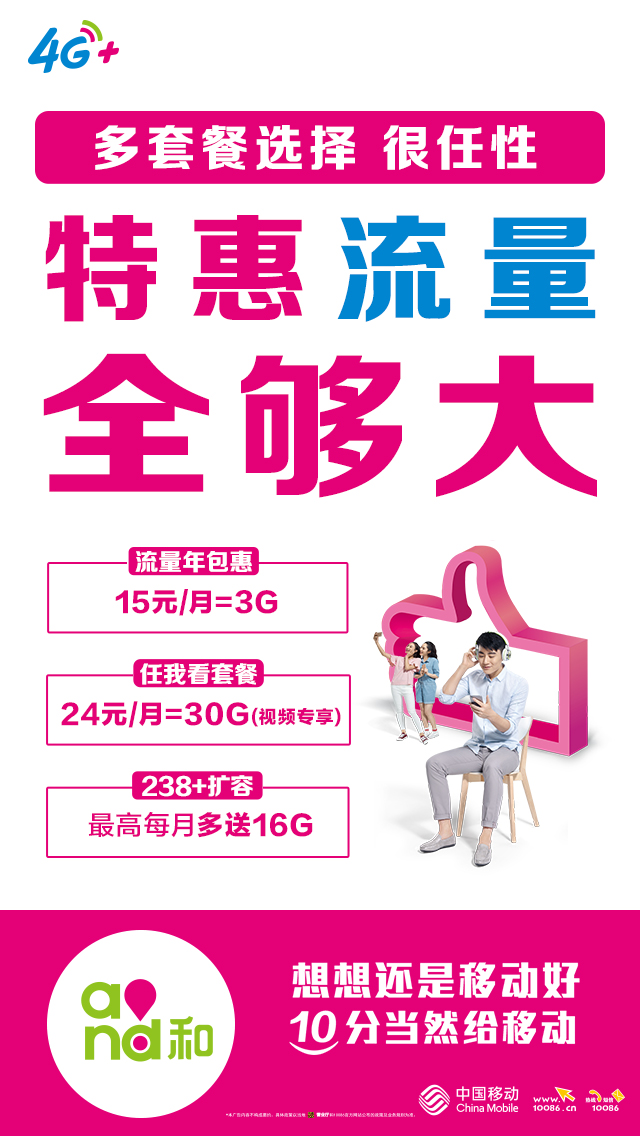 4G+
多套餐选择 很任性
特惠流量
全够大
流量年包惠
15元/月=3G
任我看套餐
24元/月=30G(视频专享)
238+扩容
最高每月多送16G
and和
想想还是移动好
10分当然给移动
中国移动
China Mobile
www.
10086.cn
10086